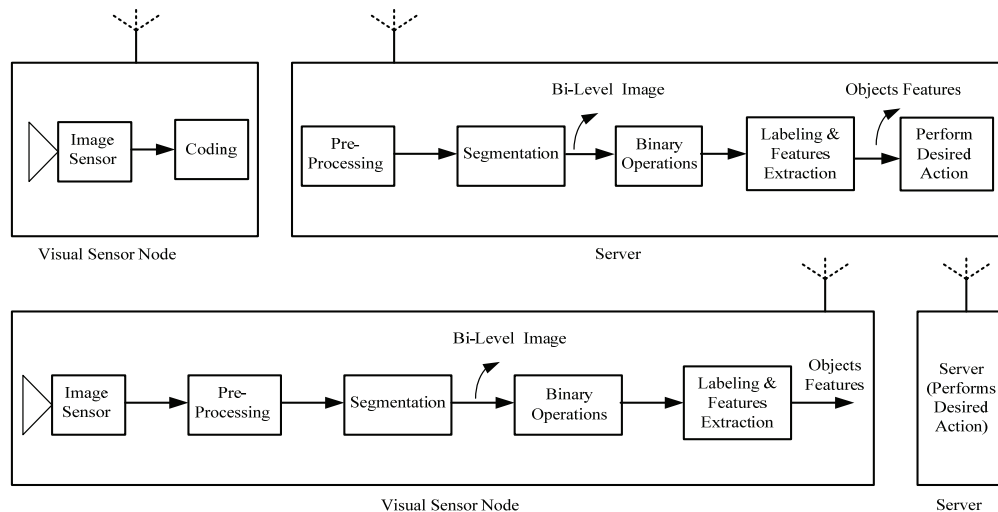 Image
Sensor
Coding
Visual Sensor Node
Pre-
Processing
Segmentation
Bi-Level Image
Binary
Operations
Labeling &
Features
Extraction
Objects Features
Perform
Desired
Action
Server
Image
Sensor
Pre-
Processing
Segmentation
Bi-Level Image
Binary
Operations
Labeling &
Features
Extraction
Objects
Features
Visual Sensor Node
Server
(Performs
Desired
Action)
Server